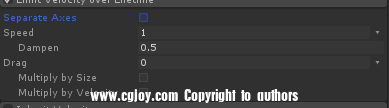 Limit Velocity over Lifetime
Separate Axes
Speed 1
Dampen 0.5
Drag 0
Multiply by Size
Multiply by Velocity
www.cgjoy.com Copyright to authors